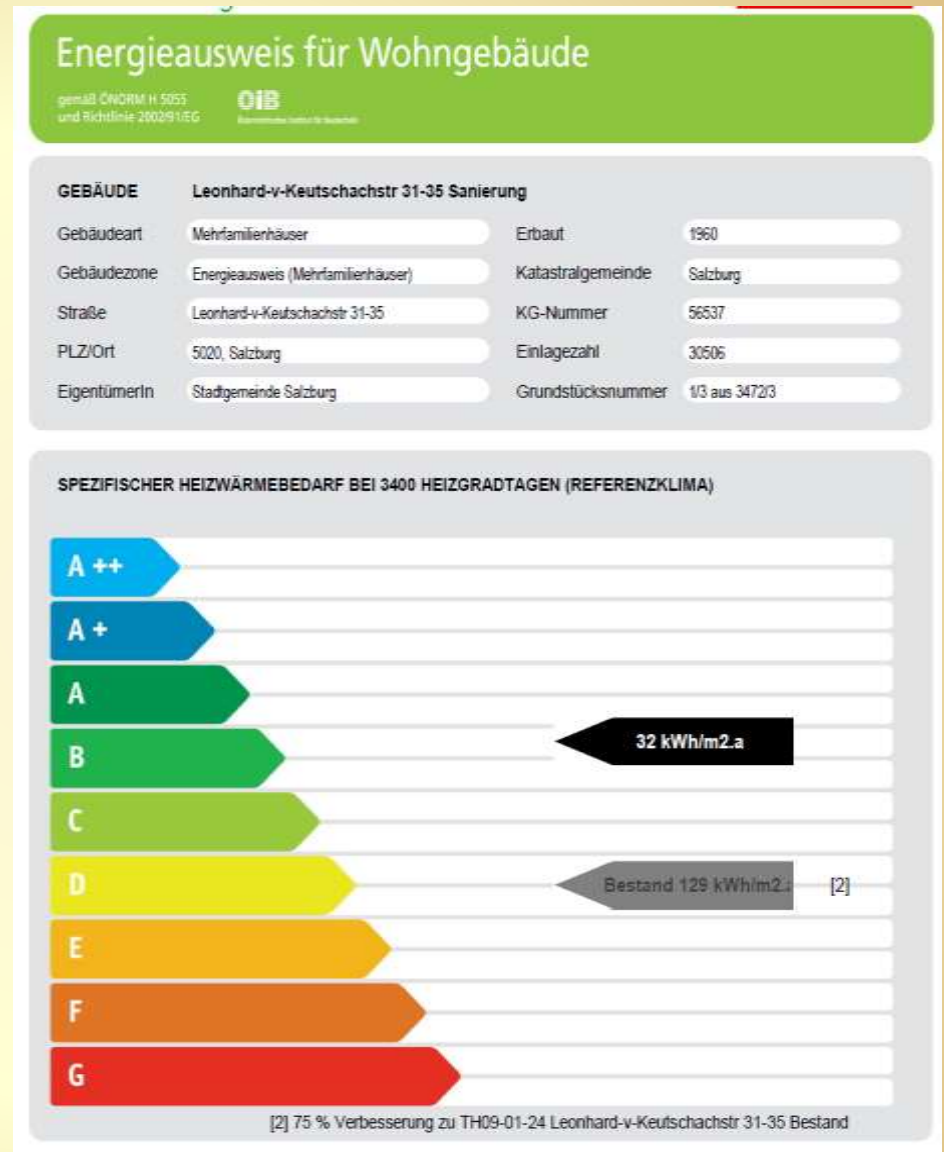 Energieausweis für Wohngebäude
gemäß ÖNORM H 5055
und Richtlinie 2002/91/EG
OiB
Österreichisches Institut für Bautechnik
GEBÄUDE Leonhard-v-Keutschachstr 31-35 Sanierung
Gebäudeart Mehrfamilienhäuser Erbaut 1960
Gebäudezone Energieausweis (Mehrfamilienhäuser) Katastralgemeinde Salzburg
Straße Leonhard-v-Keutschachstr 31-35 KG-Nummer 56537
PLZ/Ort 5020, Salzburg Einlagezahl 30506
EigentümerIn Stadtgemeinde Salzburg Grundstücksnummer 1/3 aus 3472/3
SPEZIFISCHER HEIZWÄRMEBEDARF BEI 3400 HEIZGRADTAGEN (REFERENZKLIMA)
A ++
A +
A
32 kWh/m2.a
B
C
D Bestand 129 kWh/m2.a [2]
E
F
G
[2] 75 % Verbesserung zu TH09-01-24 Leonhard-v-Keutschachstr 31-35 Bestand